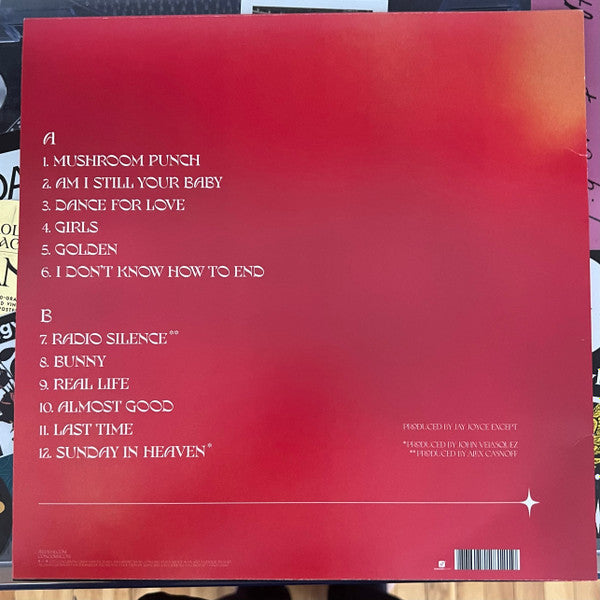 A
1. MUSHROOM PUNCH
2. AM I STILL YOUR BABY
3. DANCE FOR LOVE
4. GIRLS
5. GOLDEN
6. I DON'T KNOW HOW TO END
B
7. RADIO SILENCE**
8. BUNNY
9. REAL LIFE
10. ALMOST GOOD
11. LAST TIME
12. SUNDAY IN HEAVEN*
PRODUCED BY JAY JOYCE EXCEPT
*PRODUCED BY JOHN VELASQUEZ
**PRODUCED BY ALEX CASNOFF